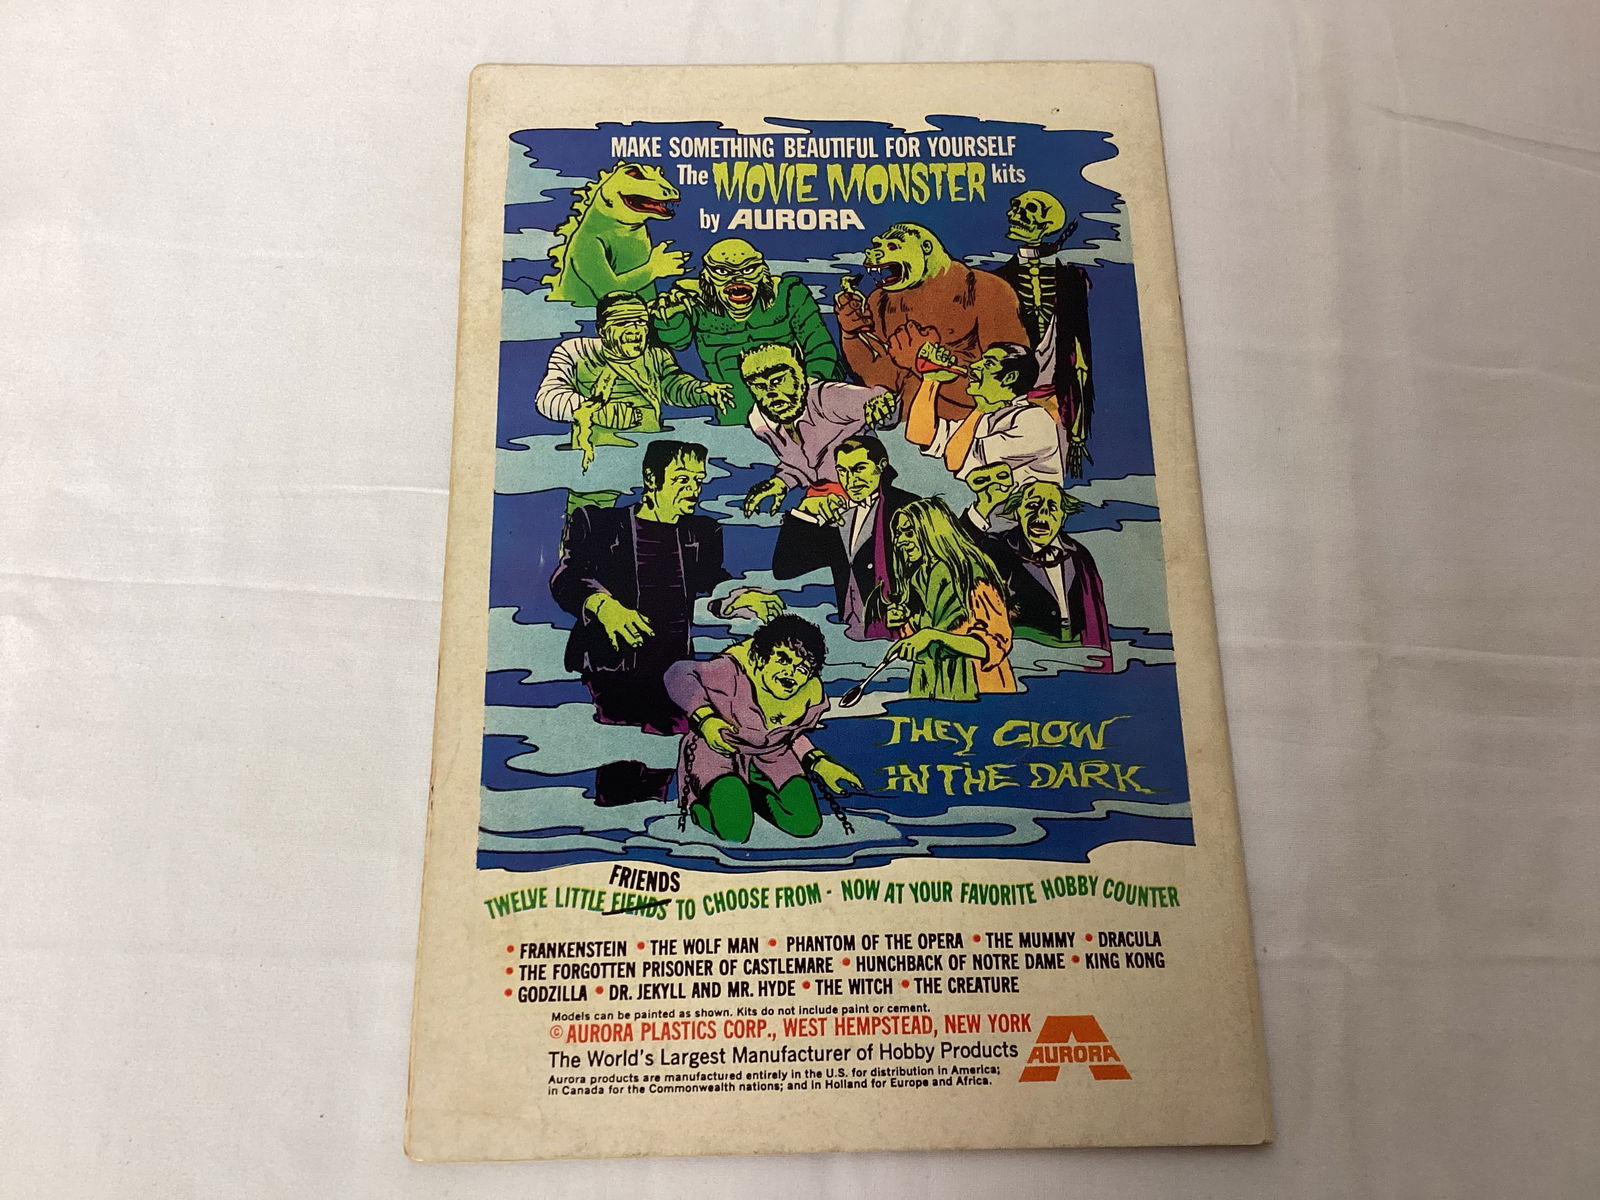 MAKE SOMETHING BEAUTIFUL FOR YOURSELF
The MOVIE MONSTER kits
by AURORA
THEY GLOW
IN THE DARK
FRIENDS
TWELVE LITTLE FIENDS TO CHOOSE FROM - NOW AT YOUR FAVORITE HOBBY COUNTER
• FRANKENSTEIN • THE WOLF MAN • PHANTOM OF THE OPERA • THE MUMMY • DRACULA
• THE FORGOTTEN PRISONER OF CASTLEMARE • HUNCHBACK OF NOTRE DAME • KING KONG
• GODZILLA • DR. JEKYLL AND MR. HYDE • THE WITCH • THE CREATURE
Models can be painted as shown. Kits do not include paint or cement.
© AURORA PLASTICS CORP., WEST HEMPSTEAD, NEW YORK
The World's Largest Manufacturer of Hobby Products
AURORA
Aurora products are manufactured entirely in the U.S. for distribution in America;
in Canada for the Commonwealth nations; and in Holland for Europe and Africa.